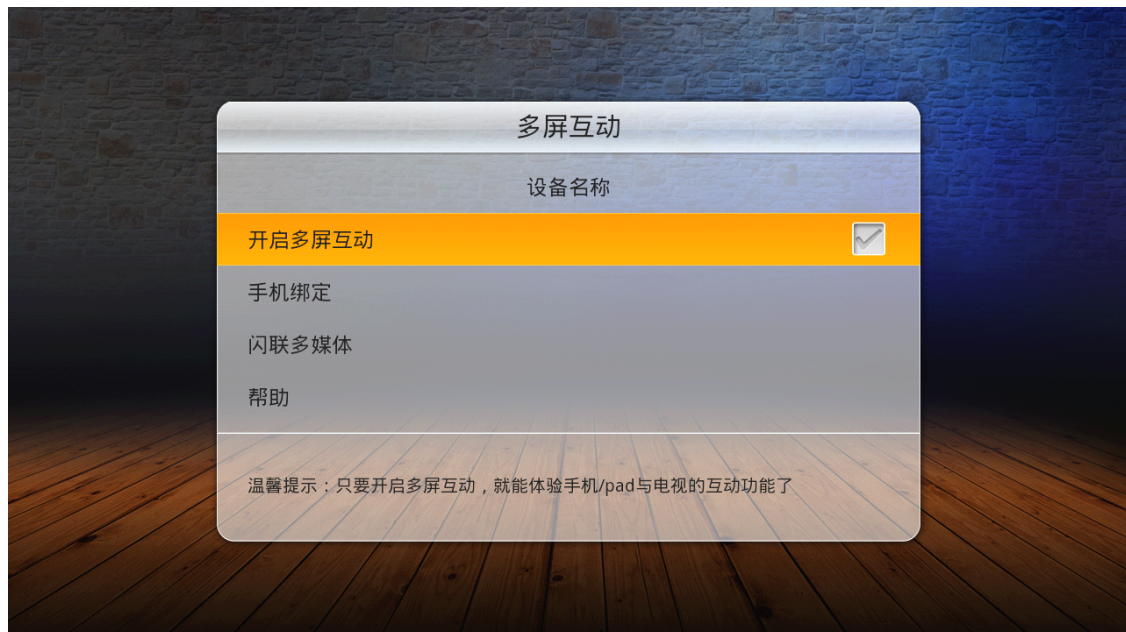 多屏互动
设备名称
开启多屏互动
手机绑定
闪联多媒体
帮助
温馨提示：只要开启多屏互动，就能体验手机/pad与电视的互动功能了